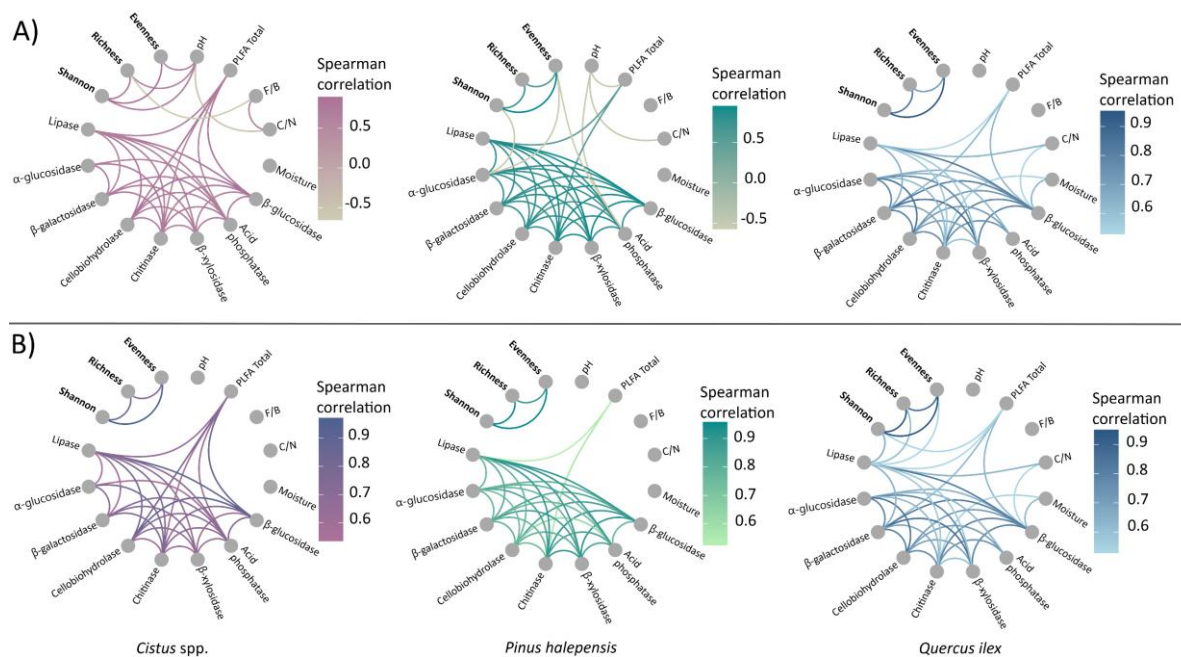 A)
Shannon
Richness
Evenness
pH
PLFA Total
F/B
C/N
Moisture
β-glucosidase
Acid
phosphatase
β-xylosidase
Chitinase
Cellobiohydrolase
β-galactosidase
α-glucosidase
Lipase
Spearman
correlation
0.5
0.0
-0.5
Shannon
Richness
Evenness
pH
PLFA Total
F/B
C/N
Moisture
β-glucosidase
Acid
phosphatase
β-xylosidase
Chitinase
Cellobiohydrolase
β-galactosidase
α-glucosidase
Lipase
Spearman
correlation
0.5
0.0
-0.5
Shannon
Richness
Evenness
pH
PLFA Total
F/B
C/N
Moisture
β-glucosidase
Acid
phosphatase
β-xylosidase
Chitinase
Cellobiohydrolase
β-galactosidase
α-glucosidase
Lipase
Spearman
correlation
0.9
0.8
0.7
0.6
B)
Shannon
Richness
Evenness
pH
PLFA Total
F/B
C/N
Moisture
β-glucosidase
Acid
phosphatase
β-xylosidase
Chitinase
Cellobiohydrolase
β-galactosidase
α-glucosidase
Lipase
Spearman
correlation
0.9
0.8
0.7
0.6
Cistus spp.
Shannon
Richness
Evenness
pH
PLFA Total
F/B
C/N
Moisture
β-glucosidase
Acid
phosphatase
β-xylosidase
Chitinase
Cellobiohydrolase
β-galactosidase
α-glucosidase
Lipase
Spearman
correlation
0.9
0.8
0.7
0.6
Pinus halepensis
Shannon
Richness
Evenness
pH
PLFA Total
F/B
C/N
Moisture
β-glucosidase
Acid
phosphatase
β-xylosidase
Chitinase
Cellobiohydrolase
β-galactosidase
α-glucosidase
Lipase
Spearman
correlation
0.9
0.8
0.7
0.6
Quercus ilex